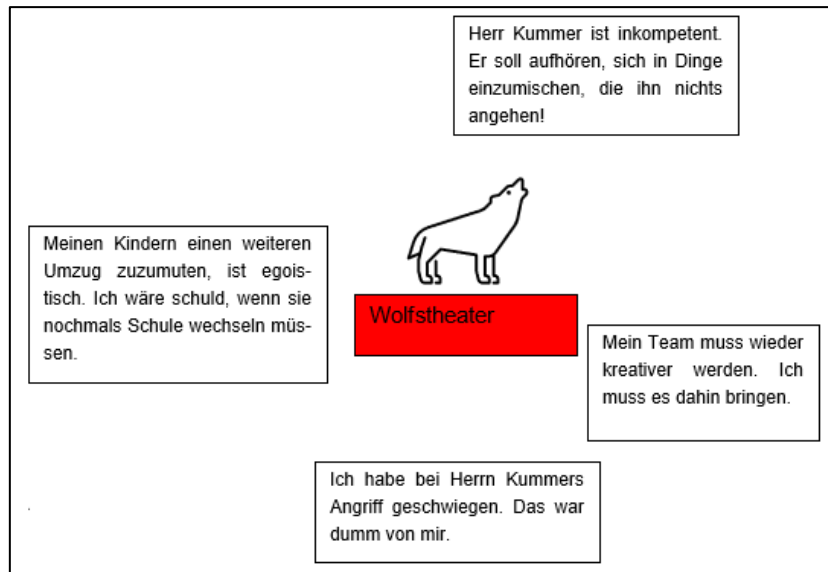 Herr Kummer ist inkompetent.
Er soll aufhören, sich in Dinge
einzumischen, die ihn nichts
angehen!
Meinen Kindern einen weiteren
Umzug zuzumuten, ist egois-
tisch. Ich wäre schuld, wenn sie
nochmals Schule wechseln müs-
sen.
Wolfstheater
Mein Team muss wieder
kreativer werden. Ich
muss es dahin bringen.
Ich habe bei Herrn Kummers
Angriff geschwiegen. Das war
dumm von mir.